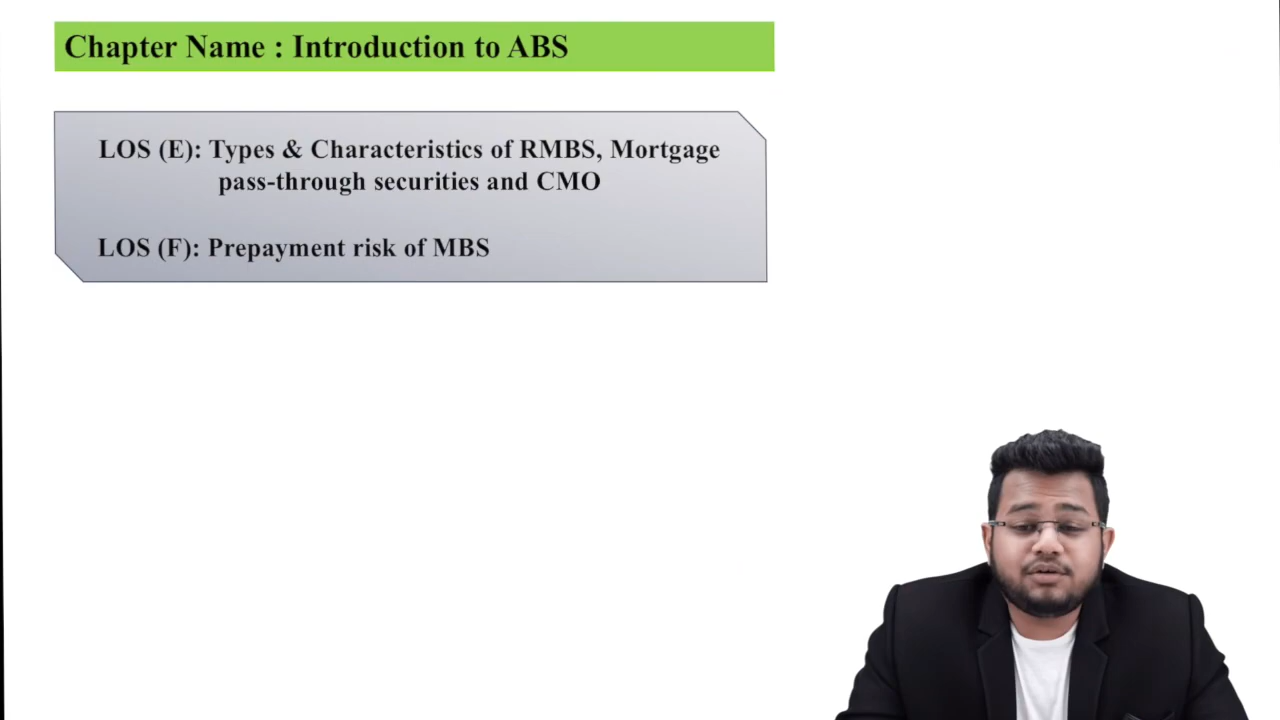 Chapter Name : Introduction to ABS
LOS (E): Types & Characteristics of RMBS, Mortgage
pass-through securities and CMO
LOS (F): Prepayment risk of MBS